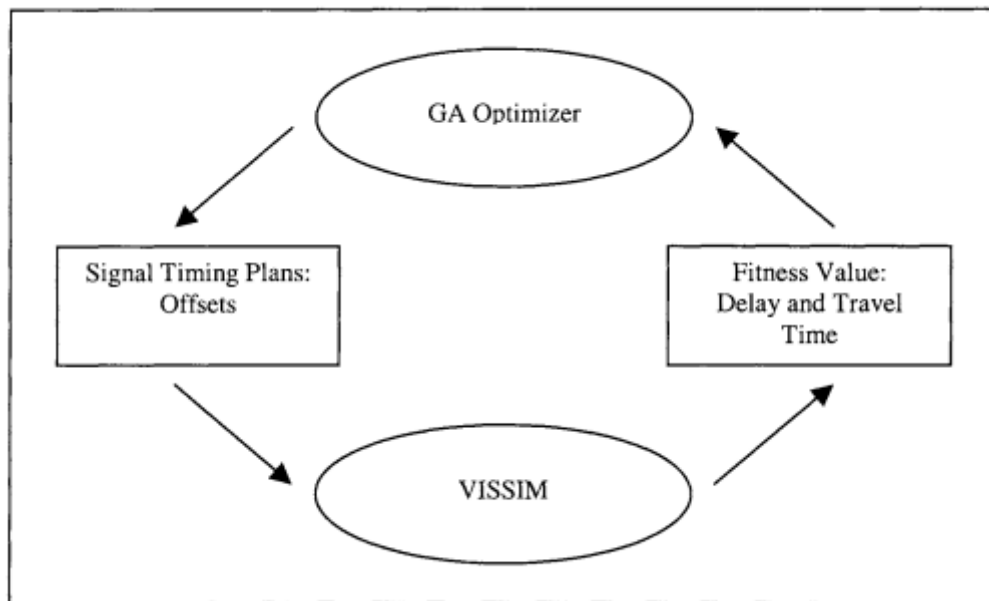 GA Optimizer
Signal Timing Plans:
Offsets
Fitness Value:
Delay and Travel
Time
VISSIM